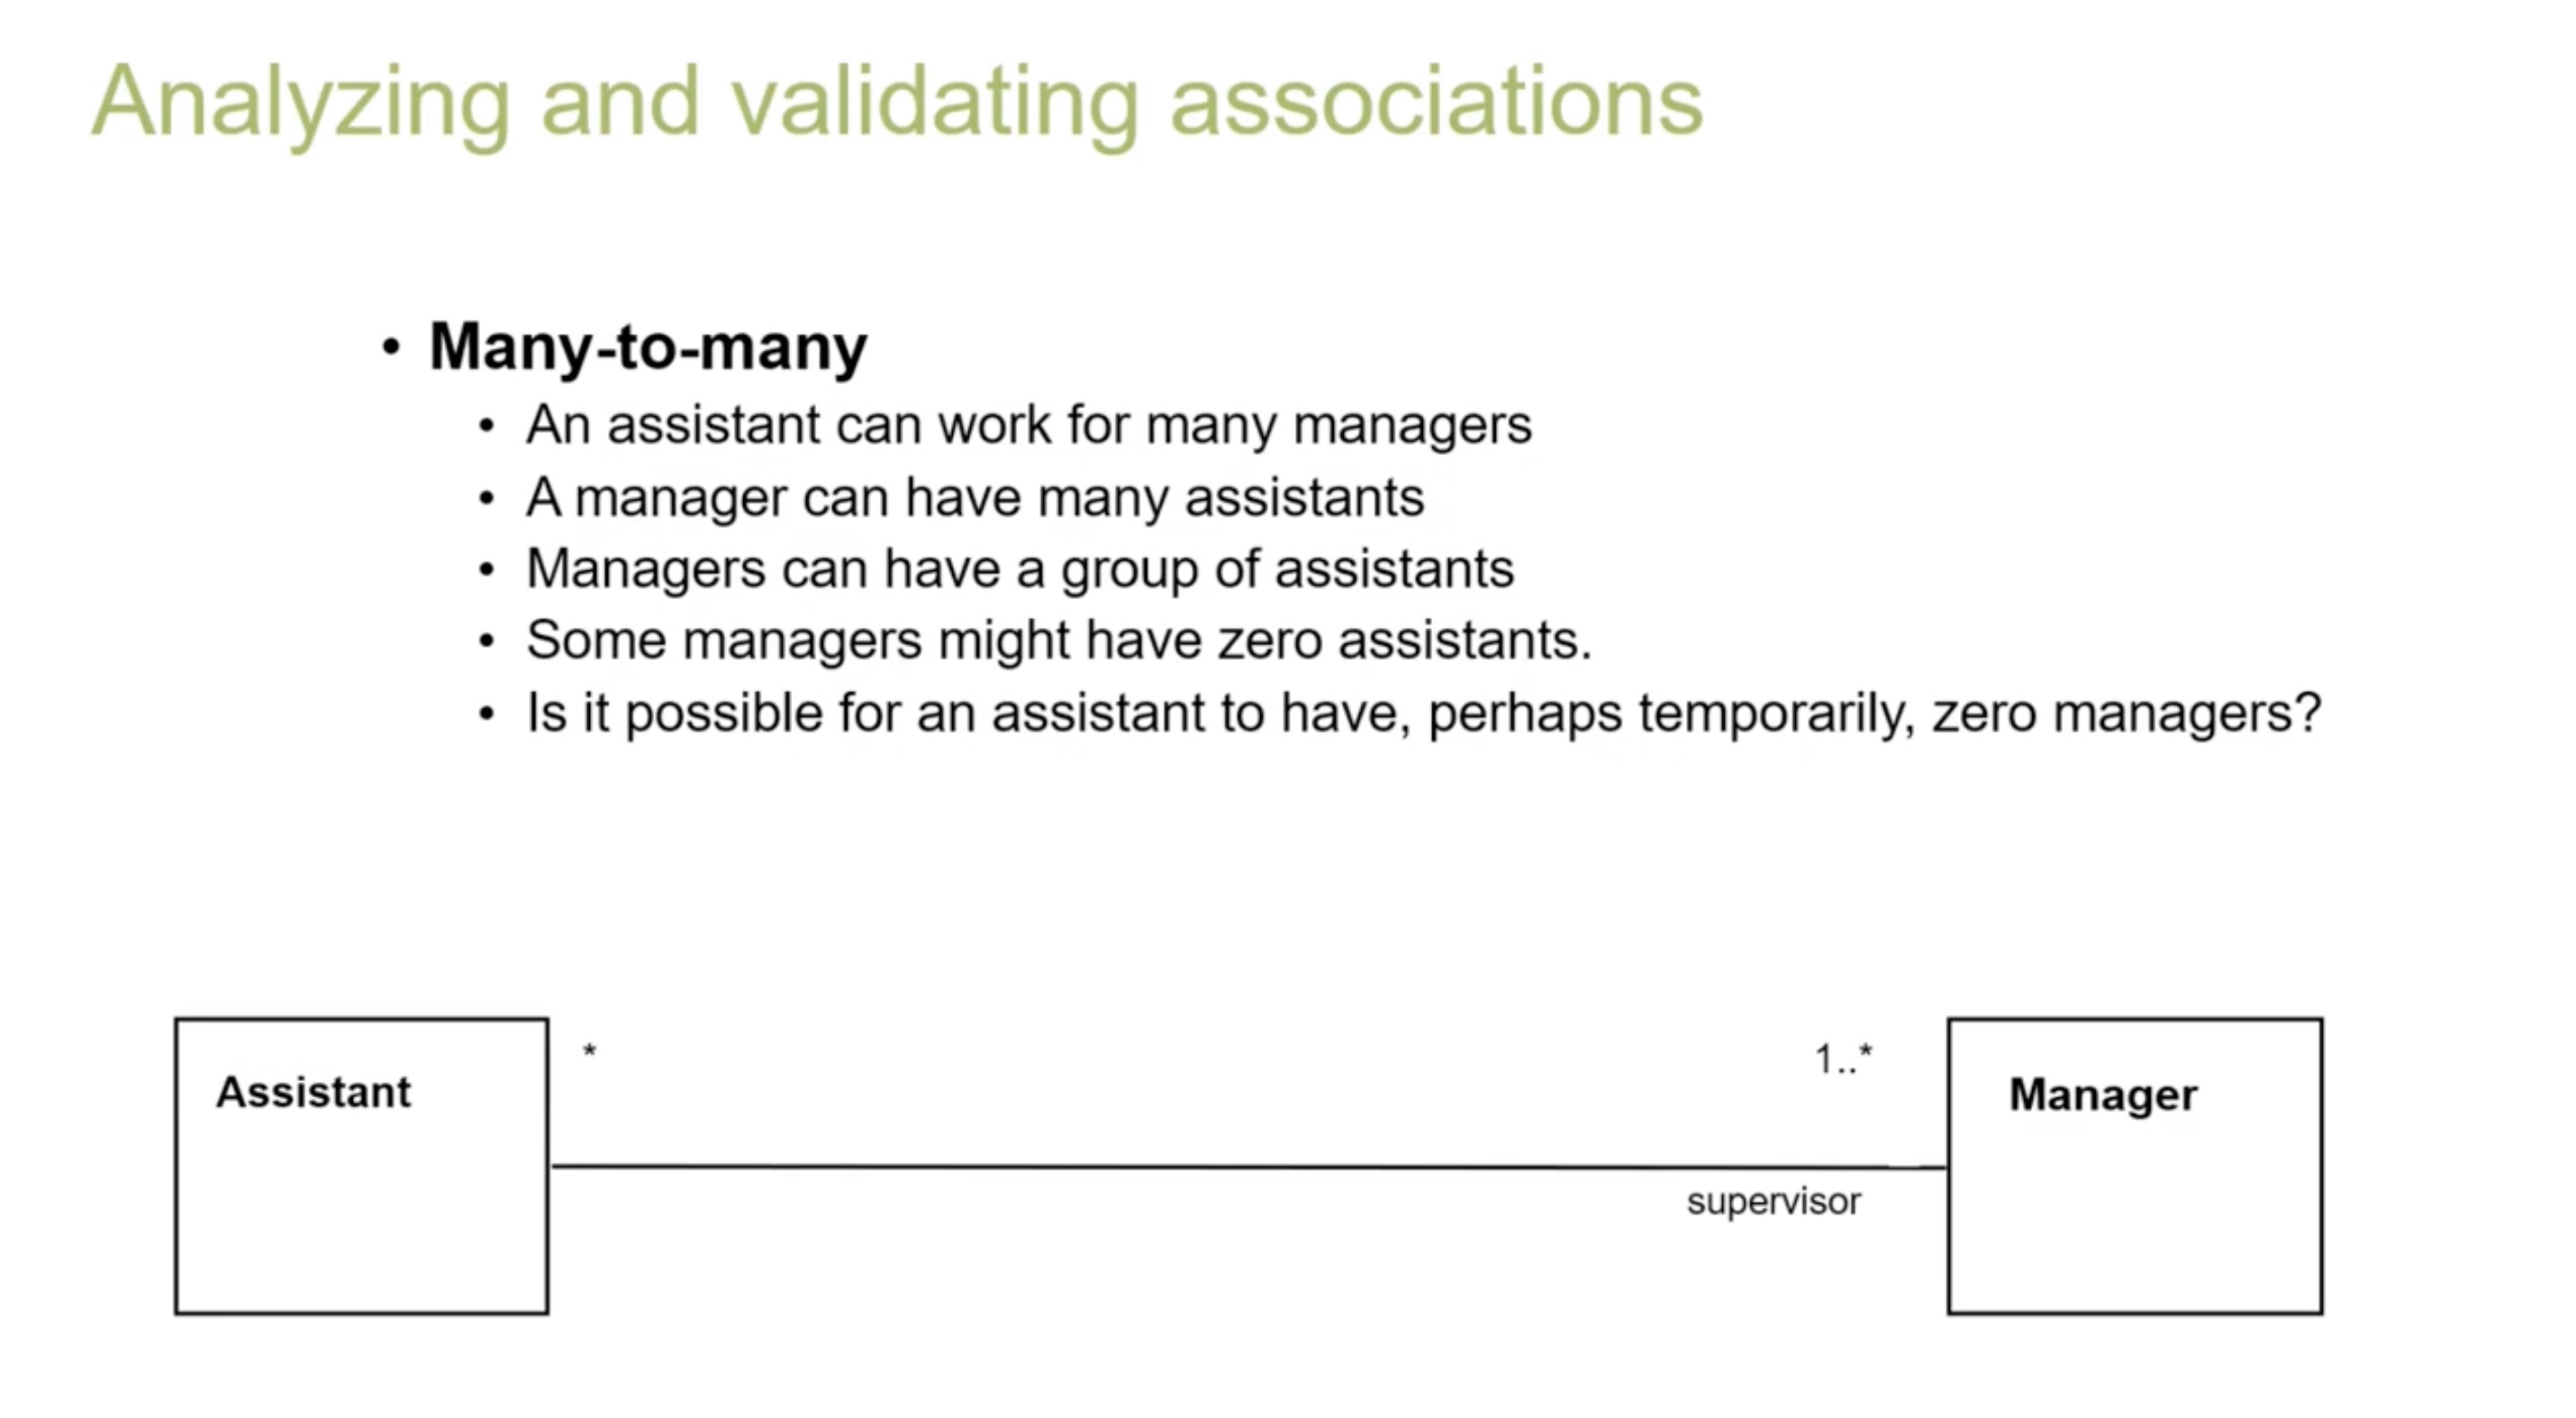 Analyzing and validating associations
• Many-to-many
• An assistant can work for many managers
• A manager can have many assistants
• Managers can have a group of assistants
• Some managers might have zero assistants.
• Is it possible for an assistant to have, perhaps temporarily, zero managers?
* 1..*
Assistant Manager
supervisor